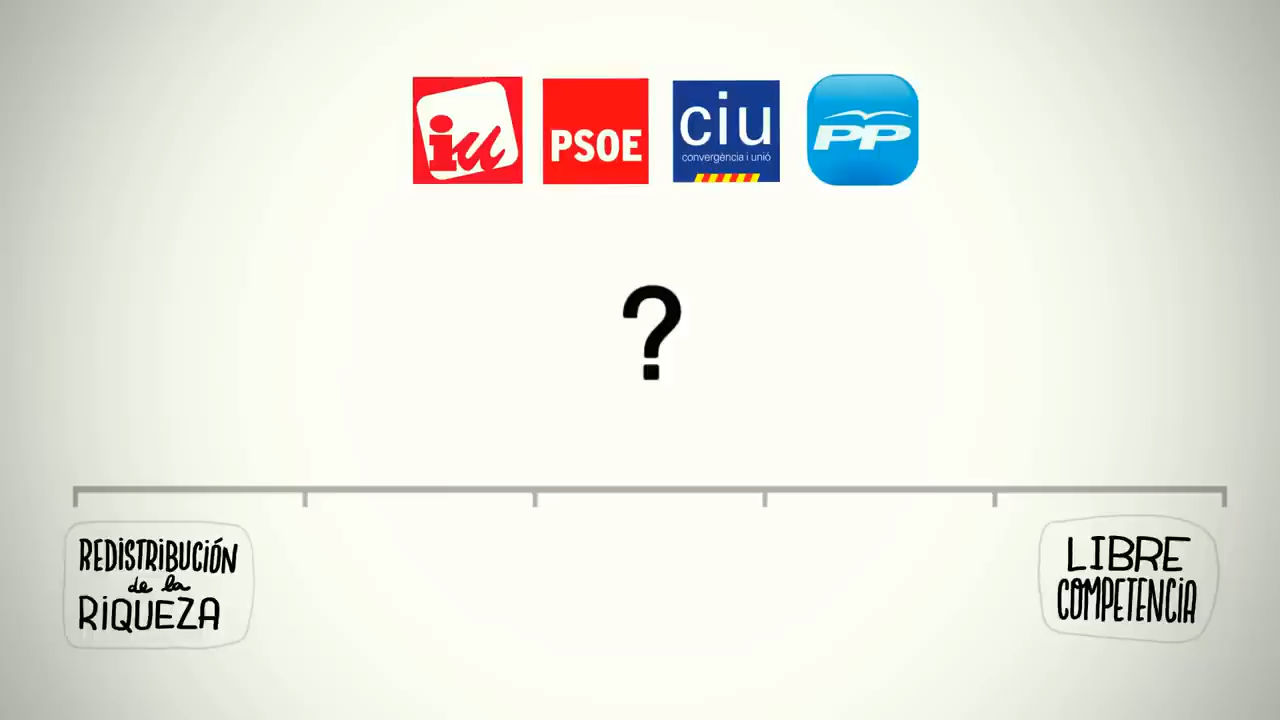 iu
PSOE
ciu
convergència i unió
PP
?
REDISTRIBUCIÓN
de la
RIQUEZA
LIBRE
COMPETENCIA